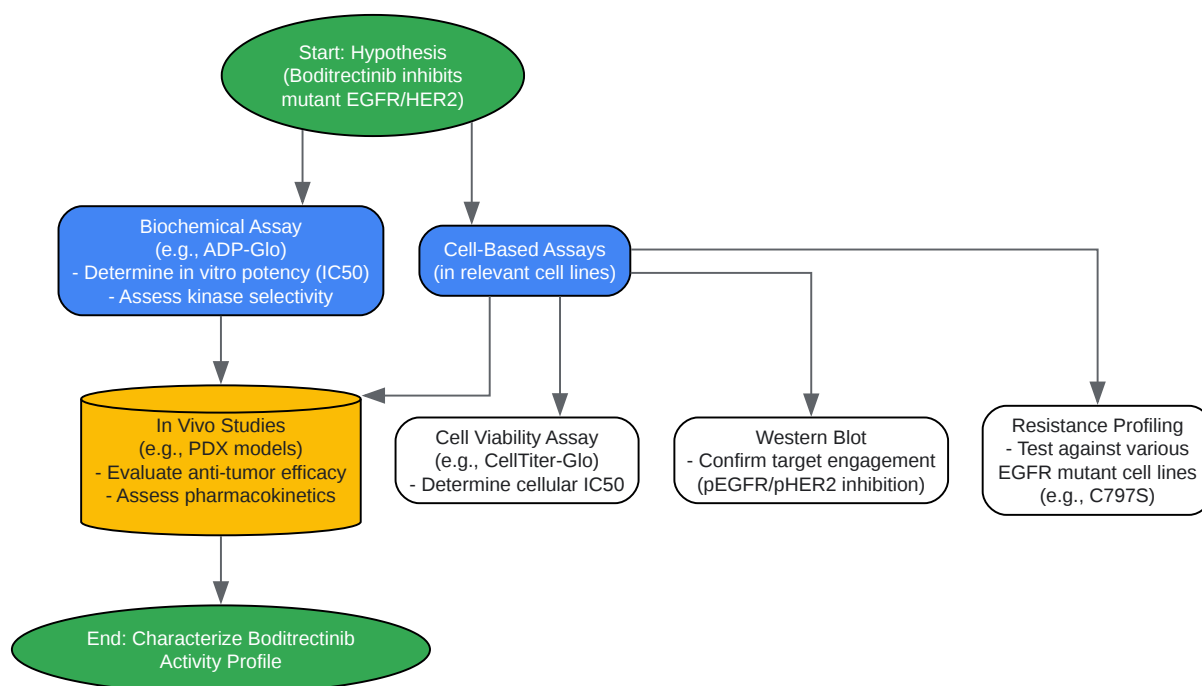 Start: Hypothesis
(Boditrectinib inhibits
mutant EGFR/HER2)
Biochemical Assay
(e.g., ADP-Glo)
- Determine in vitro potency (IC50)
- Assess kinase selectivity
Cell-Based Assays
(in relevant cell lines)
In Vivo Studies
(e.g., PDX models)
- Evaluate anti-tumor efficacy
- Assess pharmacokinetics
Cell Viability Assay
(e.g., CellTiter-Glo)
- Determine cellular IC50
Western Blot
- Confirm target engagement
(pEGFR/pHER2 inhibition)
Resistance Profiling
- Test against various
EGFR mutant cell lines
(e.g., C797S)
End: Characterize Boditrectinib
Activity Profile